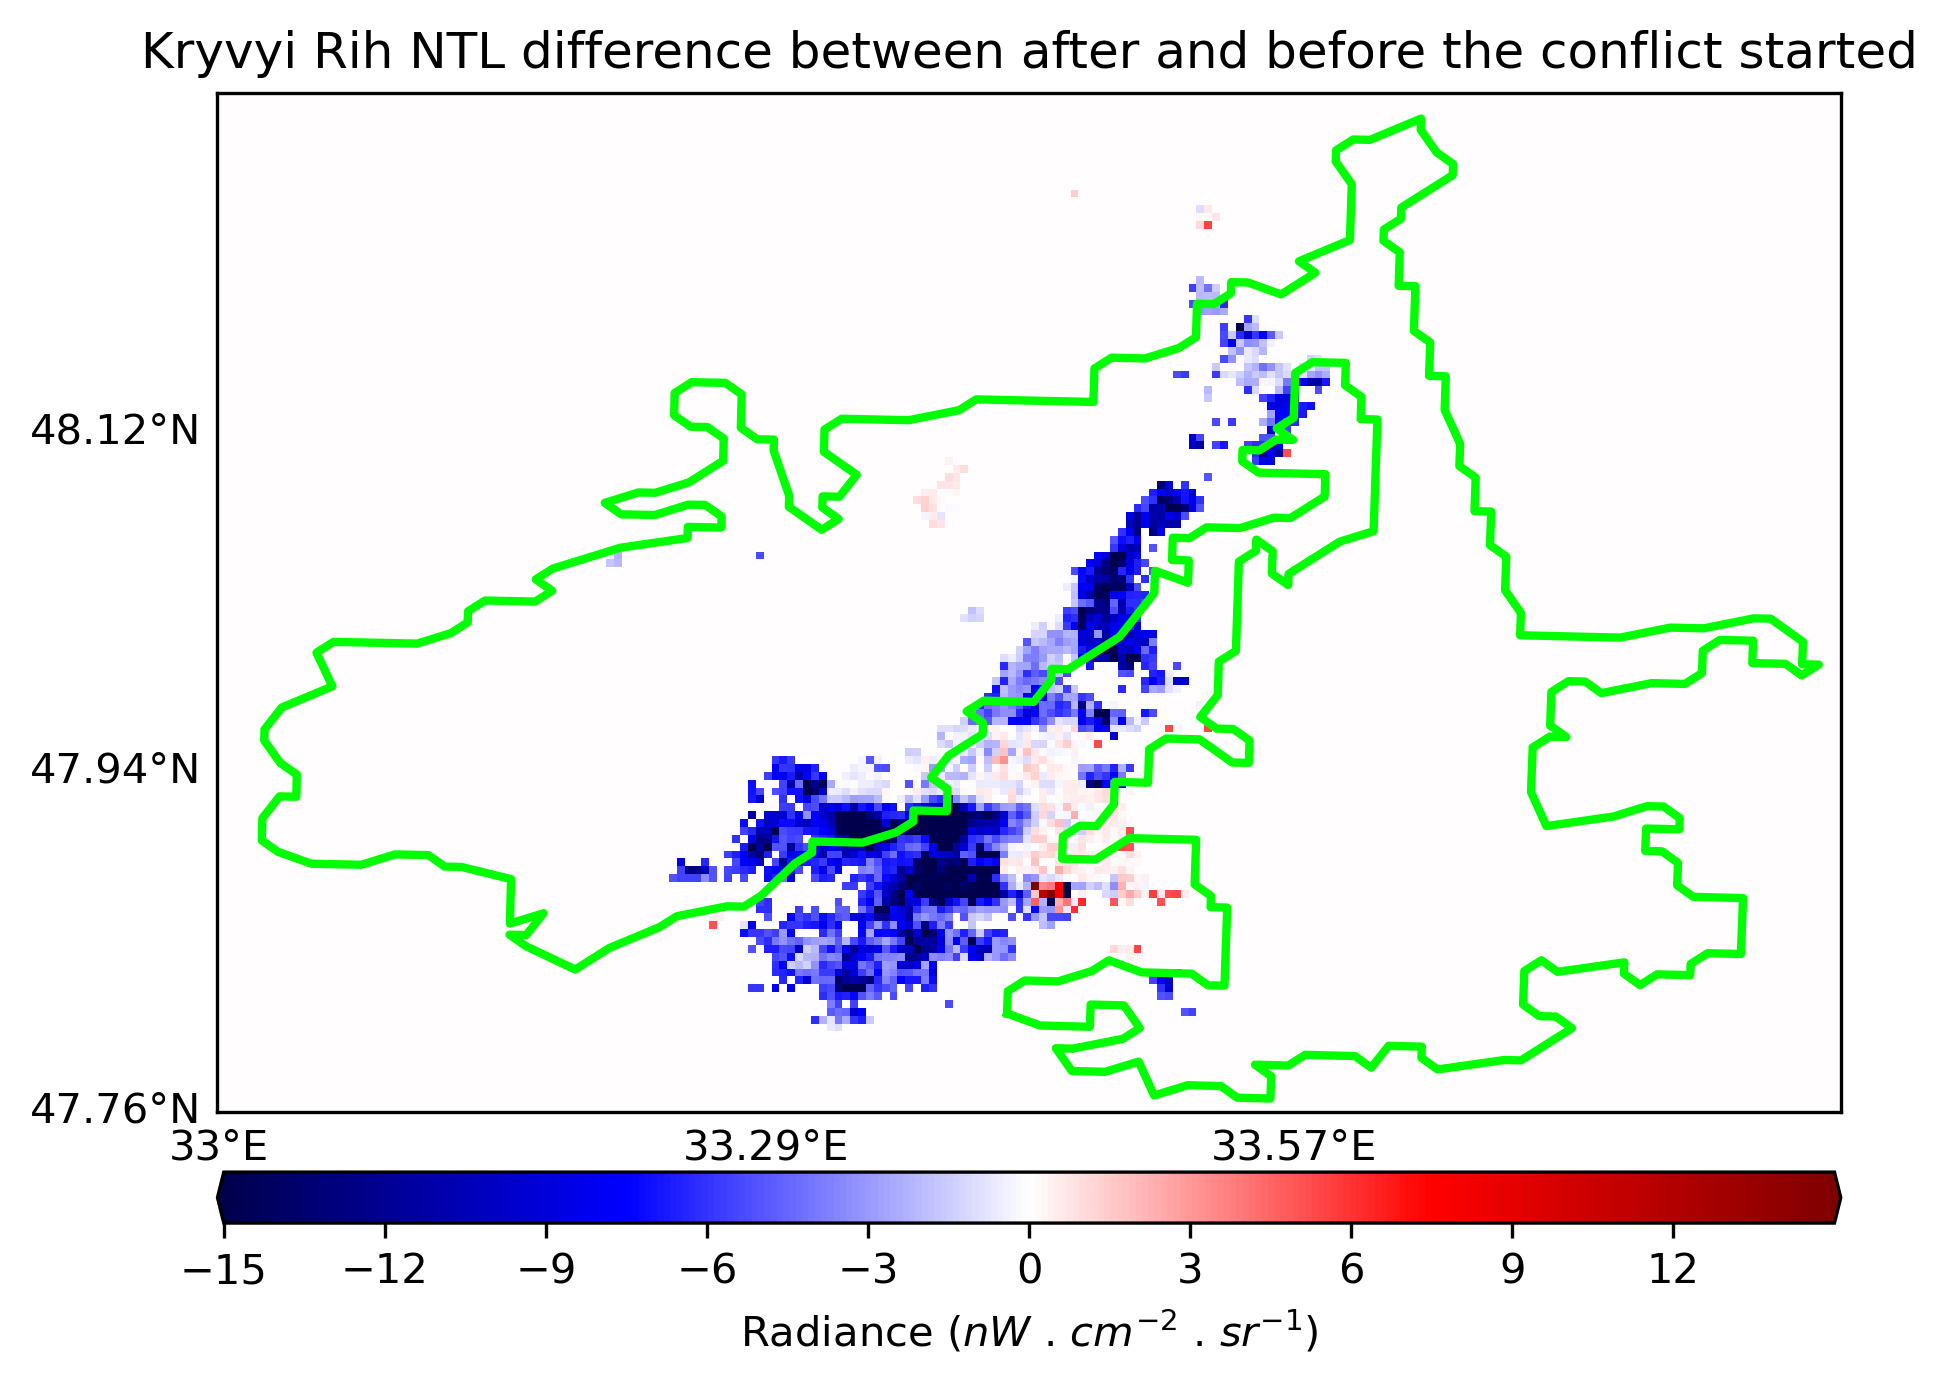 Kryvyi Rih NTL difference between after and before the conflict started
48.12°N
47.94°N
47.76°N
33°E 33.29°E 33.57°E
−15 −12 −9 −6 −3 0 3 6 9 12
Radiance (nW . cm⁻² . sr⁻¹)